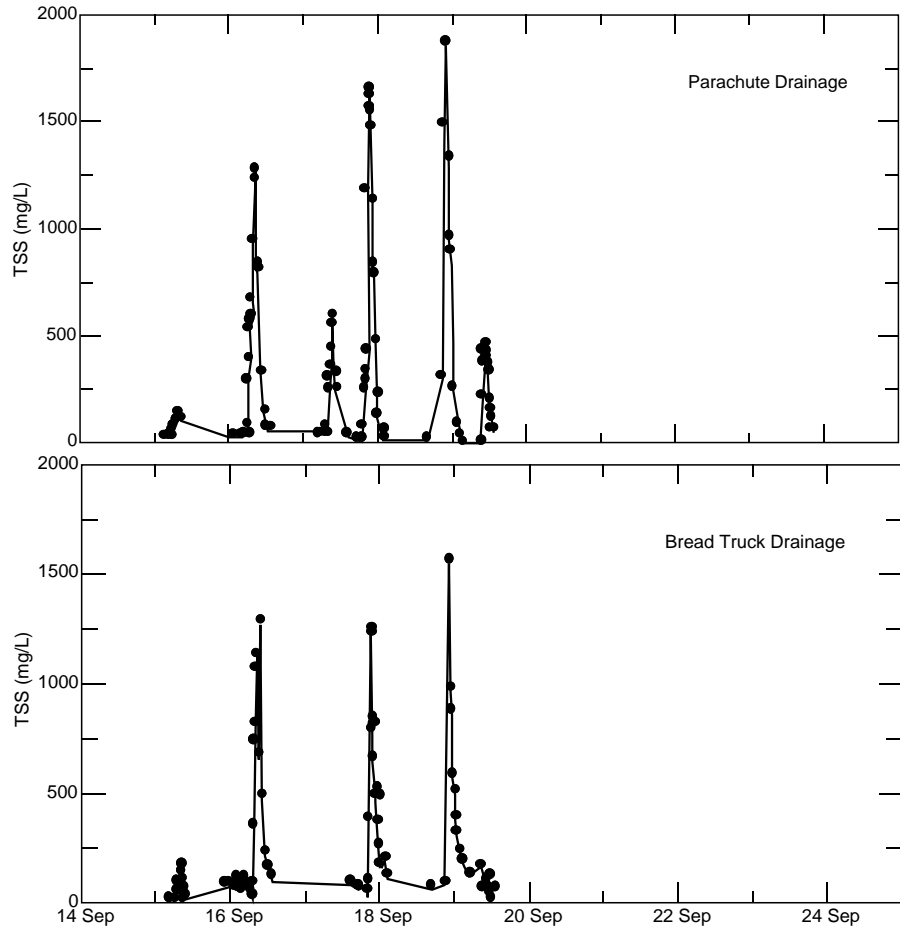 2000
Parachute Drainage
1500
TSS (mg/L)
1000
500
0
2000
Bread Truck Drainage
1500
TSS (mg/L)
1000
500
0
14 Sep 16 Sep 18 Sep 20 Sep 22 Sep 24 Sep